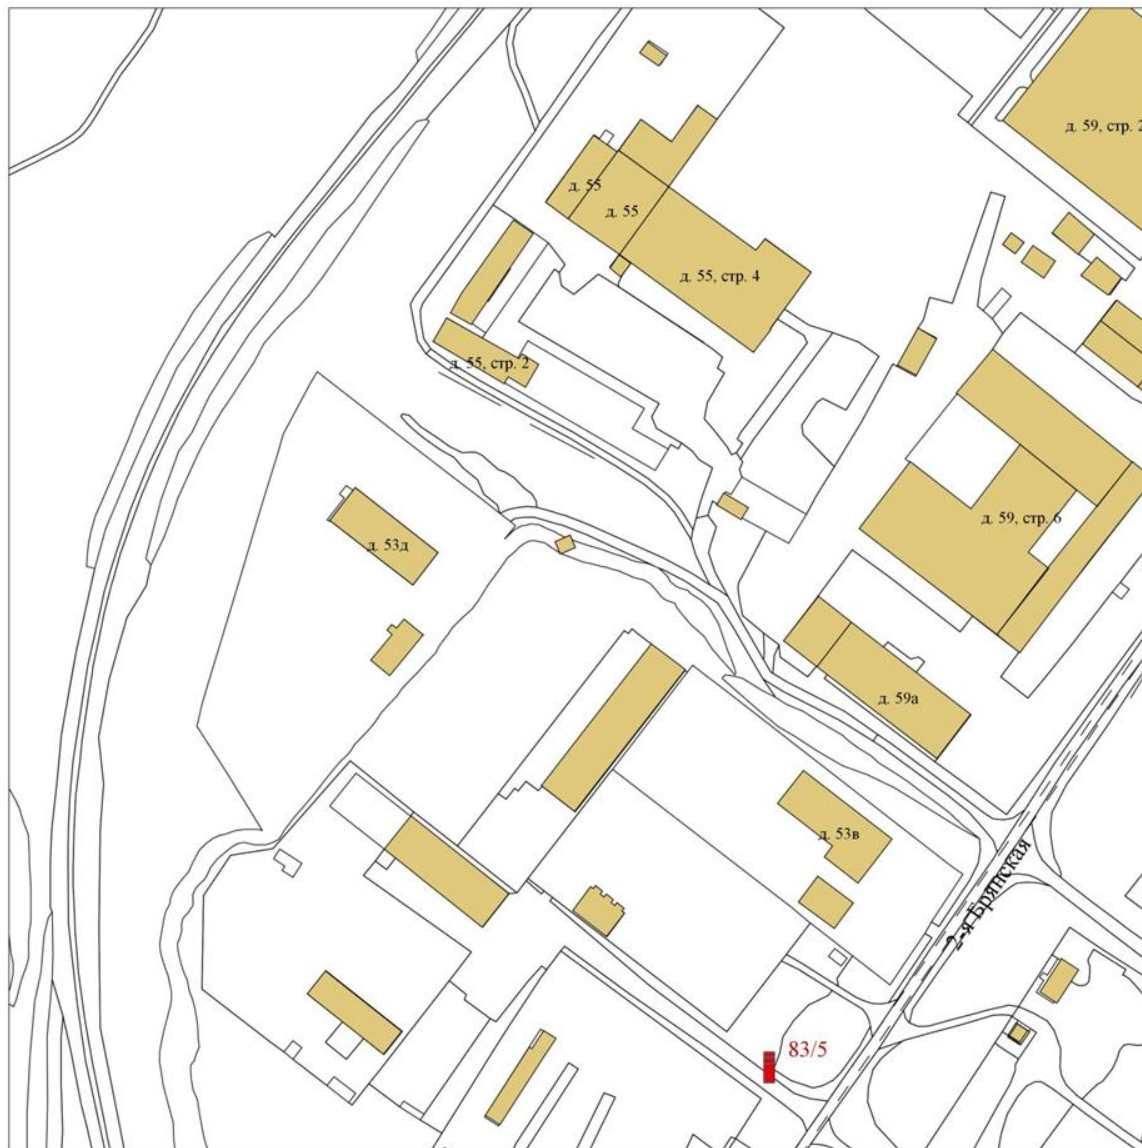 д. 59, стр. 2
д. 55
д. 55
д. 55, стр. 4
д. 55, стр. 2
д. 59, стр. 6
д. 53д
д. 59а
д. 53в
2-я Брянская
83/5